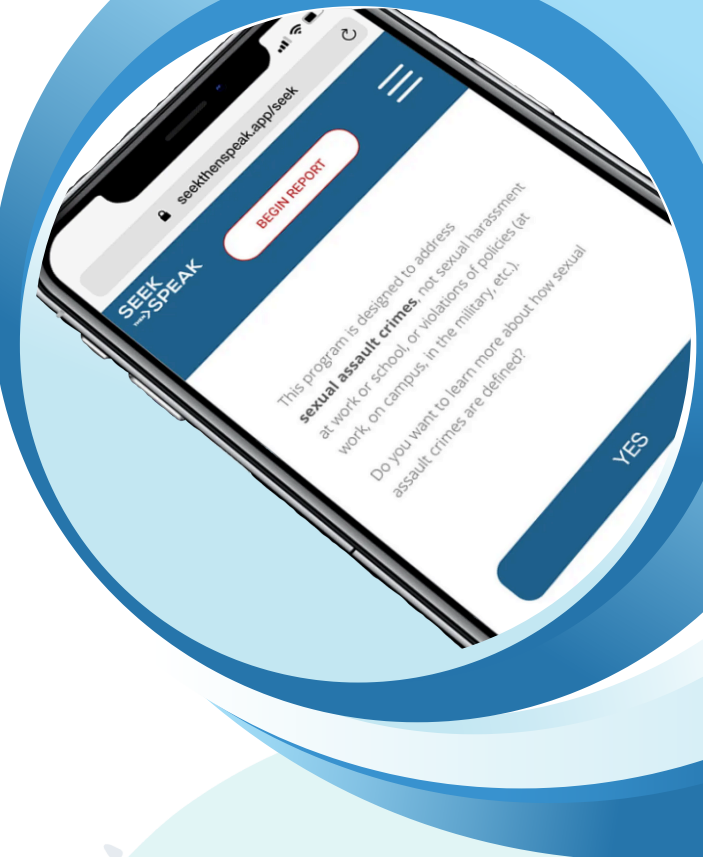 seekthenspeak.app/seek
SEEK
THEN SPEAK
BEGIN REPORT
This program is designed to address
sexual assault crimes, not sexual harassment
at work or school, or violations of policies (at
work, on campus, in the military, etc.).
Do you want to learn more about how sexual
assault crimes are defined?
YES